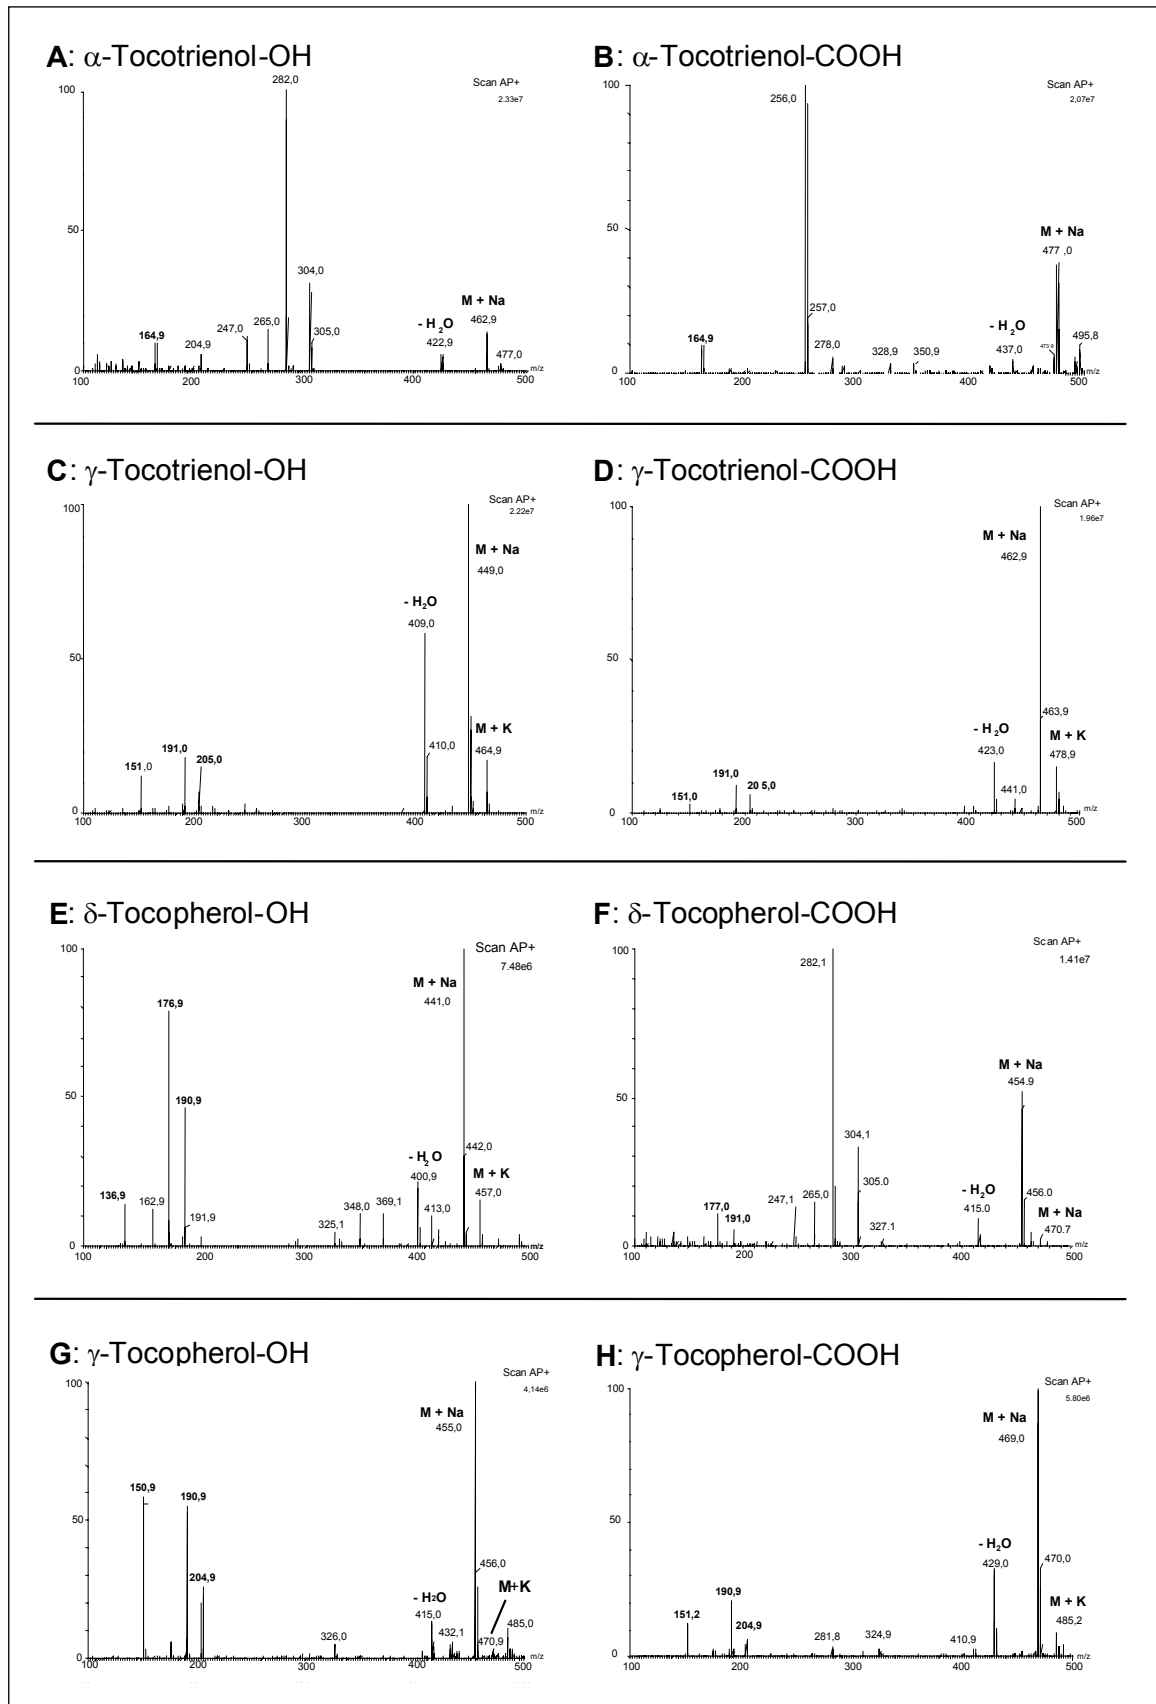 A: α-Tocotrienol-OH
Scan AP+
2.33e7
100
50
0
282,0
304,0
305,0
265,0
247,0
164,9
204,9
- H2O
422,9
M + Na
462,9
477,0
100 200 300 400 500 m/z
B: α-Tocotrienol-COOH
Scan AP+
2,07e7
100
50
0
256,0
257,0
278,0
164,9
328,9
350,9
- H2O
437,0
M + Na
477 ,0
473 9
495,8
100 200 300 400 500 m/z
C: γ-Tocotrienol-OH
Scan AP+
2.22e7
100
50
0
M + Na
449,0
- H2O
409,0
410,0
M + K
464,9
151,0
191,0
205,0
100 200 300 400 500 m/z
D: γ-Tocotrienol-COOH
Scan AP+
1.96e7
100
50
0
M + Na
462,9
463,9
- H2O
423,0
441,0
M + K
478,9
151,0
191,0
20 5,0
100 200 300 400 500 m/z
E: δ-Tocopherol-OH
Scan AP+
7.48e6
100
50
0
M + Na
441,0
176,9
190,9
136,9
162,9
191,9
325,1
348,0
369,1
- H2 O
400,9
413,0
442,0
M + K
457,0
100 200 300 400 500 m/z
F: δ-Tocopherol-COOH
Scan AP+
1.41e7
100
50
0
282,1
304,1
305.0
327.1
265,0
247,1
177,0
191,0
M + Na
454.9
- H2O
415.0
456.0
M + Na
470.7
100 200 300 400 500 m/z
G: γ-Tocopherol-OH
Scan AP+
4,14e6
100
50
0
M + Na
455,0
150,9
190,9
204,9
326,0
- H2O
415,0
432,1
456,0
M+K
470,9
485,0
100 200 300 400 500 m/z
H: γ-Tocopherol-COOH
Scan AP+
5.80e6
100
50
0
M + Na
469,0
- H2O
429,0
470,0
M + K
485,2
151,2
190,9
204,9
281,8
324,9
410,9
100 200 300 400 500 m/z